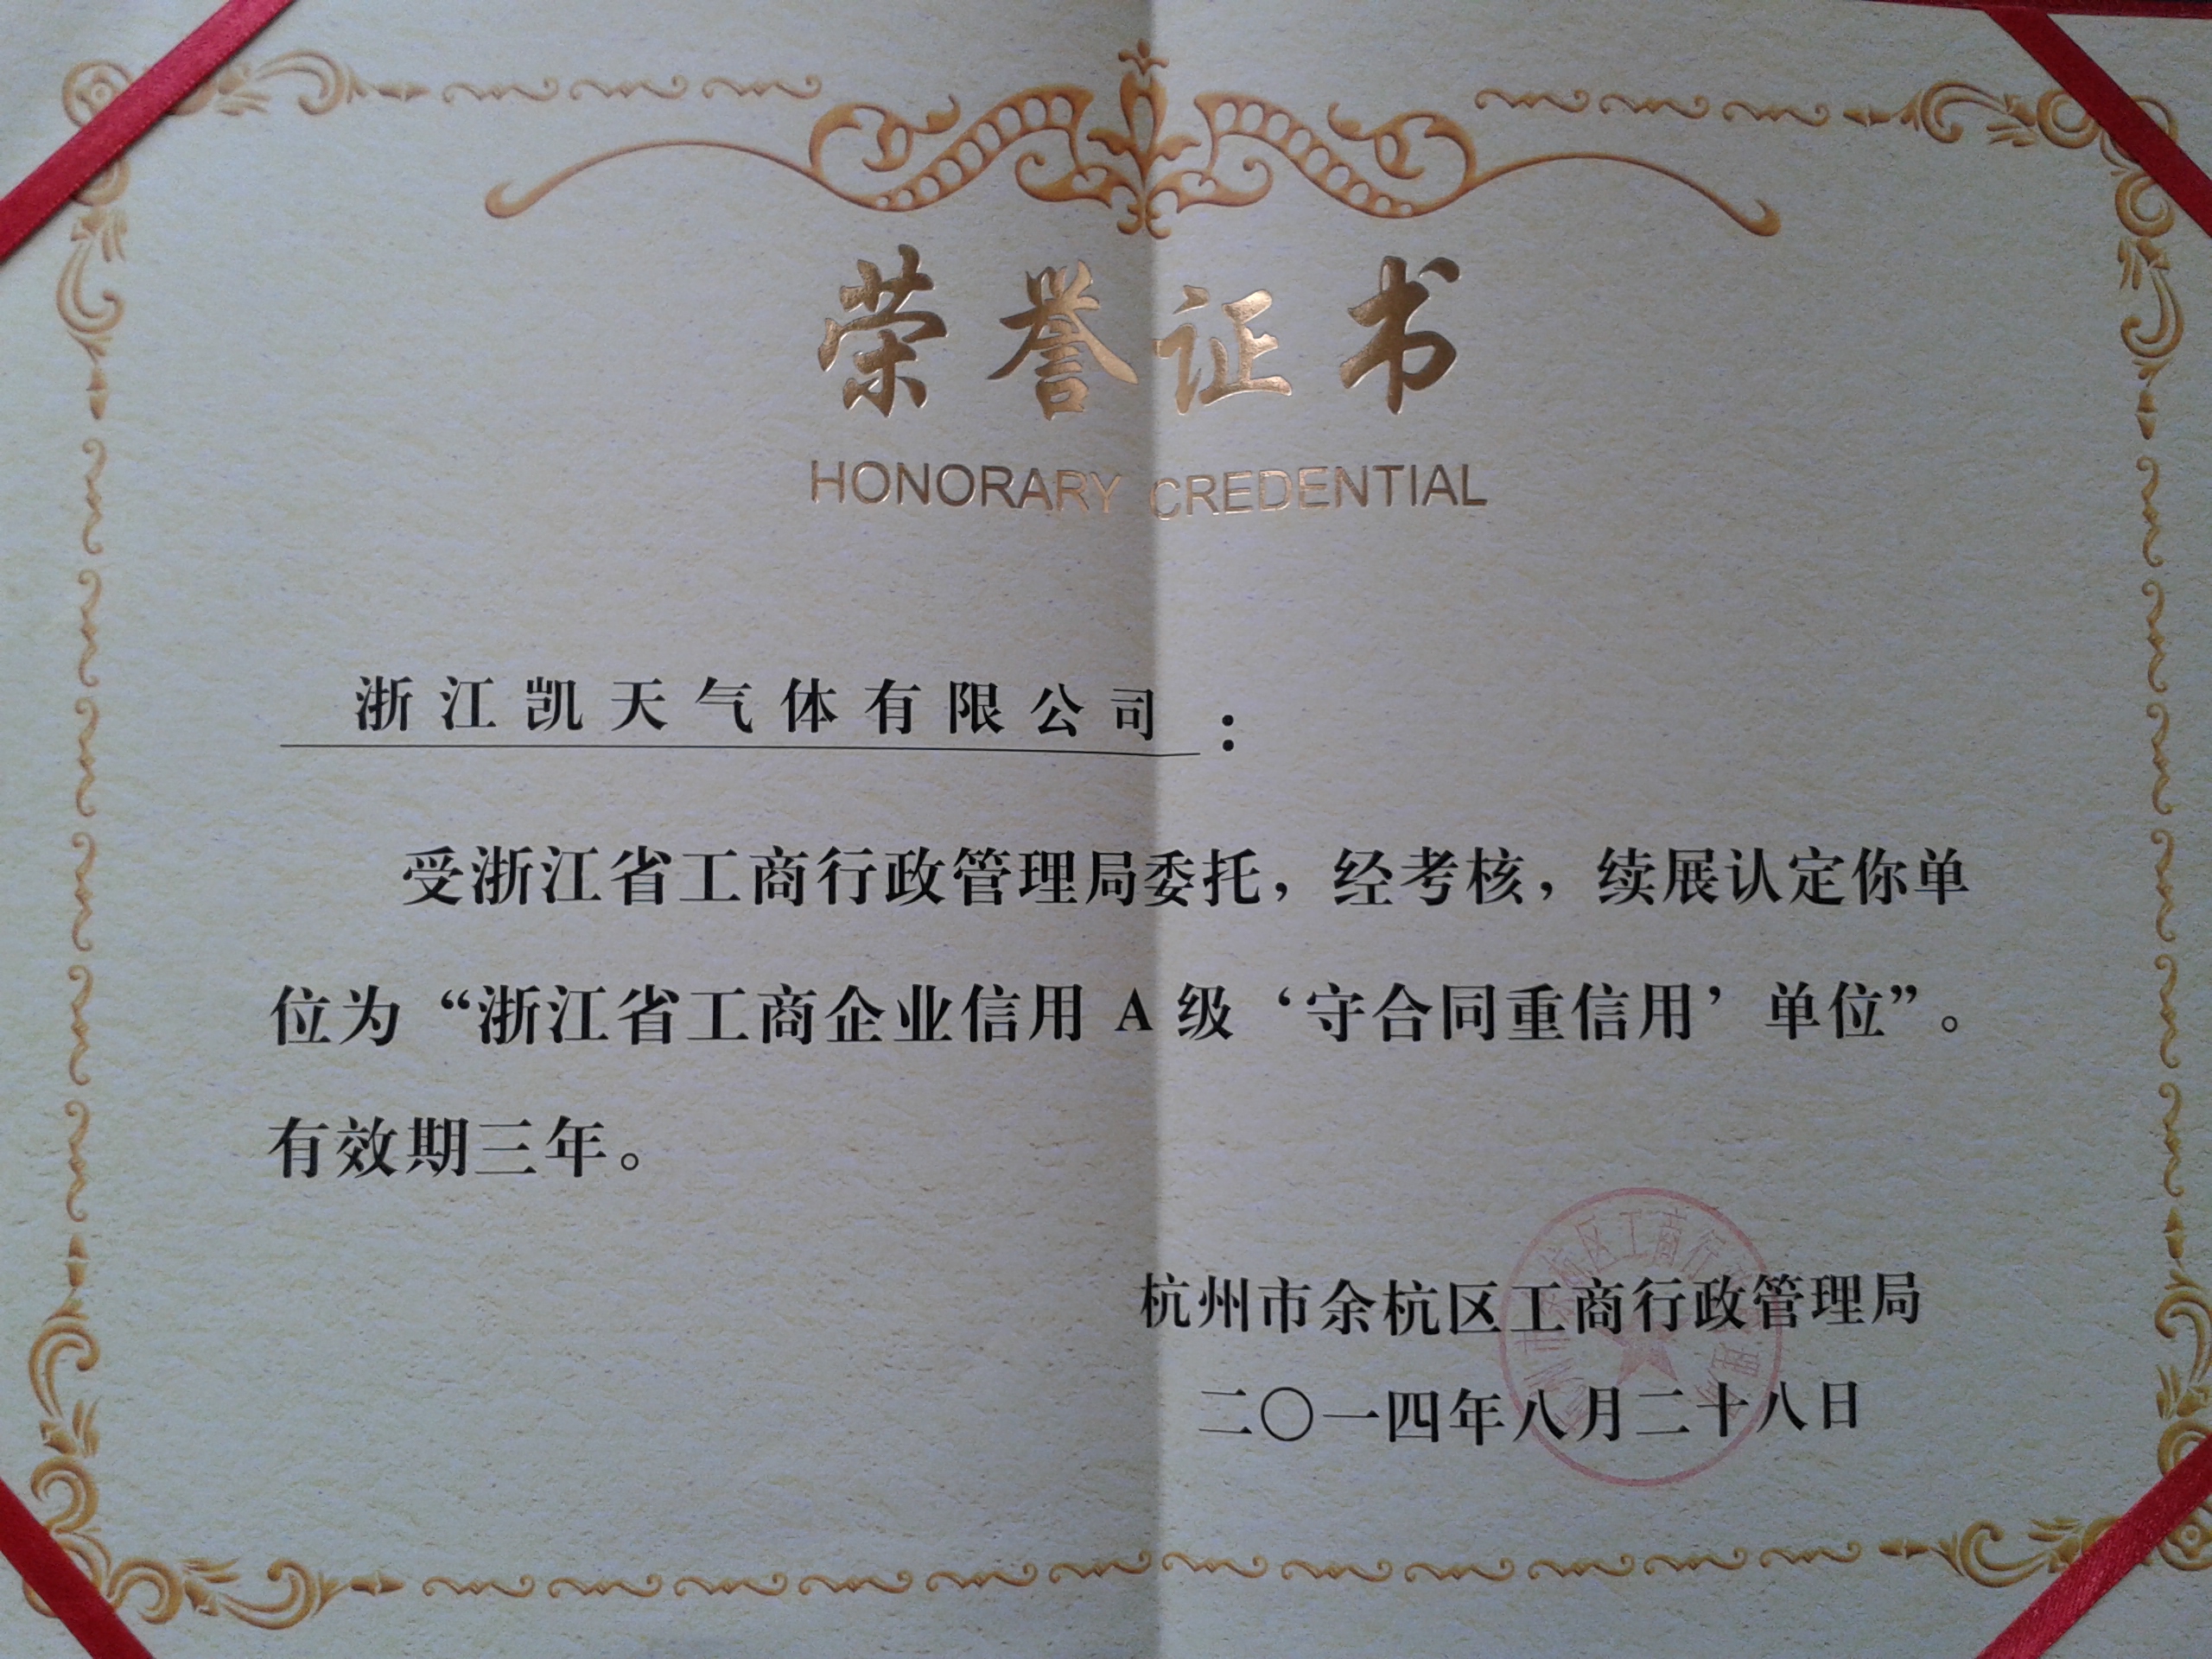 荣誉证书
HONORARY CREDENTIAL
浙江凯天气体有限公司：
受浙江省工商行政管理局委托，经考核，续展认定你单
位为“浙江省工商企业信用 A 级‘守合同重信用’单位”。
有效期三年。
杭州市余杭区工商行政管理局
二〇一四年八月二十八日